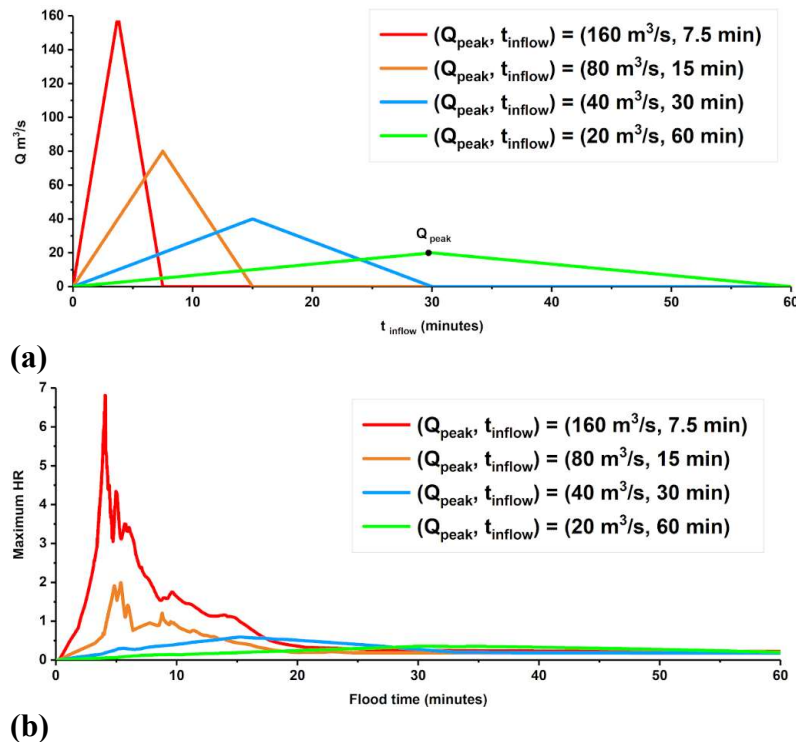 160
140
120
100
80
60
40
20
0
Q m³/s
(Q_peak, t_inflow) = (160 m³/s, 7.5 min)
(Q_peak, t_inflow) = (80 m³/s, 15 min)
(Q_peak, t_inflow) = (40 m³/s, 30 min)
(Q_peak, t_inflow) = (20 m³/s, 60 min)
Q_peak
0 10 20 30 40 50 60
t_inflow (minutes)
(a)
7
6
5
4
3
2
1
0
Maximum HR
(Q_peak, t_inflow) = (160 m³/s, 7.5 min)
(Q_peak, t_inflow) = (80 m³/s, 15 min)
(Q_peak, t_inflow) = (40 m³/s, 30 min)
(Q_peak, t_inflow) = (20 m³/s, 60 min)
0 10 20 30 40 50 60
Flood time (minutes)
(b)